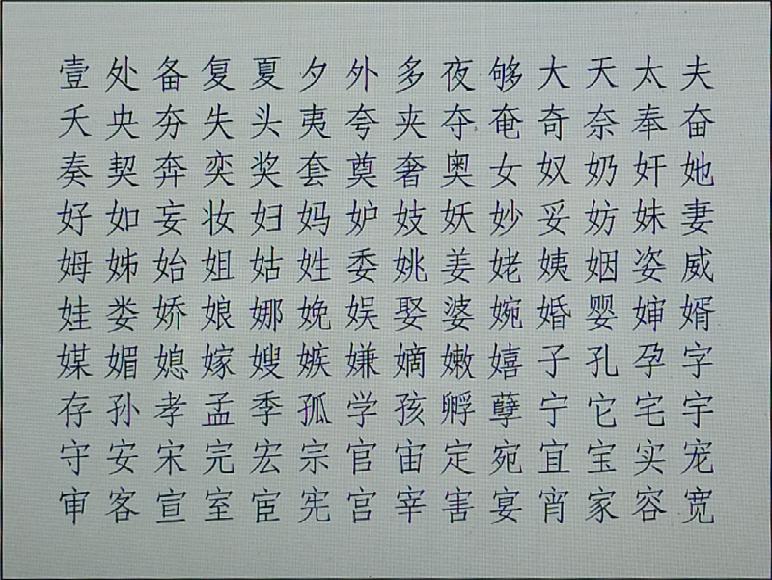 壹处备复夏夕外多夜够大天太夫
夭央夯失头夷夸夹夺奄奇奈奉奋
奏契奔奕奖套奠奢奥女奴奶奸她
好如妄妆妇妈妒妓妖妙妥妨妹妻
姆姊始姐姑姓委姚姜姥姨姻姿威
娃娄娇娘娜娩娱娶婆婉婚婴婶婿
媒媚媳嫁嫂嫉嫌嫡嫩嬉子孔孕字
存孙孝孟季孤学孩孵孽宁它宅宇
守安宋完宏宗官宙定宛宜宝实宠
审客宣室宦宪宫宰害宴宵家容宽